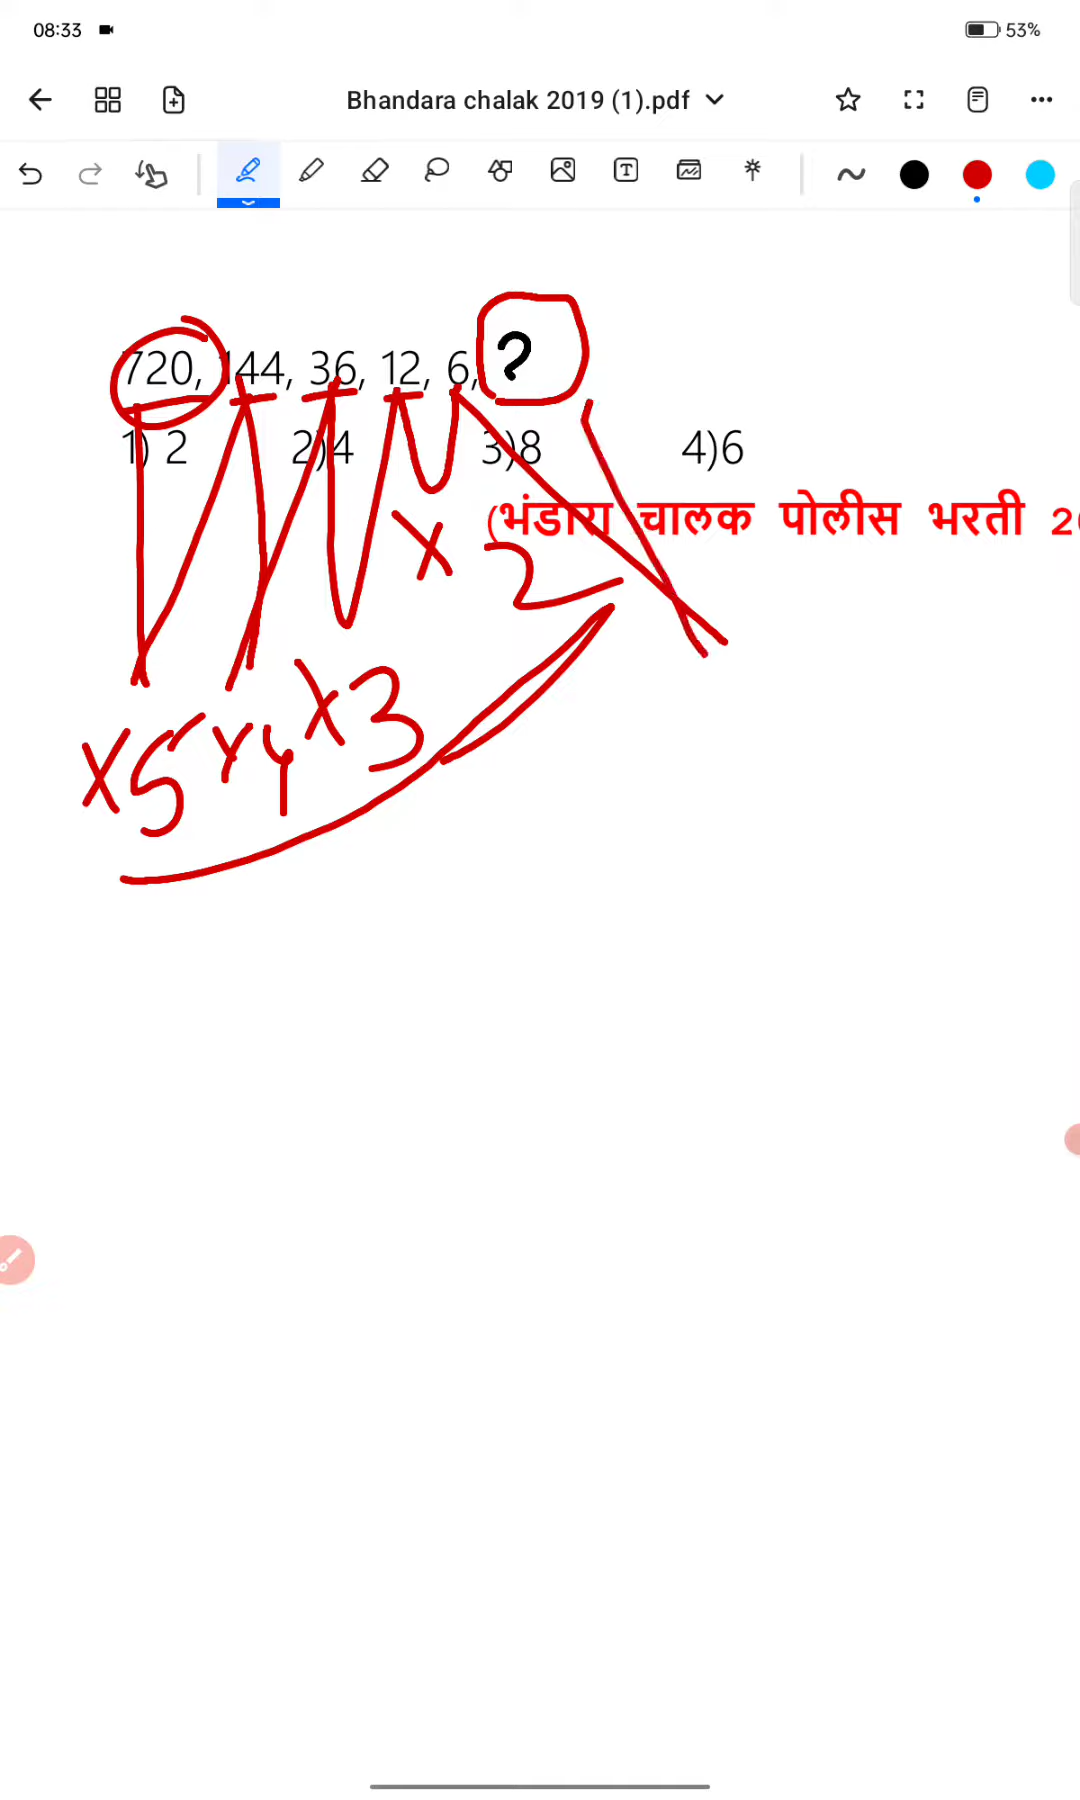 08:33
53%
Bhandara chalak 2019 (1).pdf
720, 144, 36, 12, 6, ?
1) 2 2)4 3)8 4)6
(भंडारा चालक पोलीस भरती
x 2
x5 x4 x3